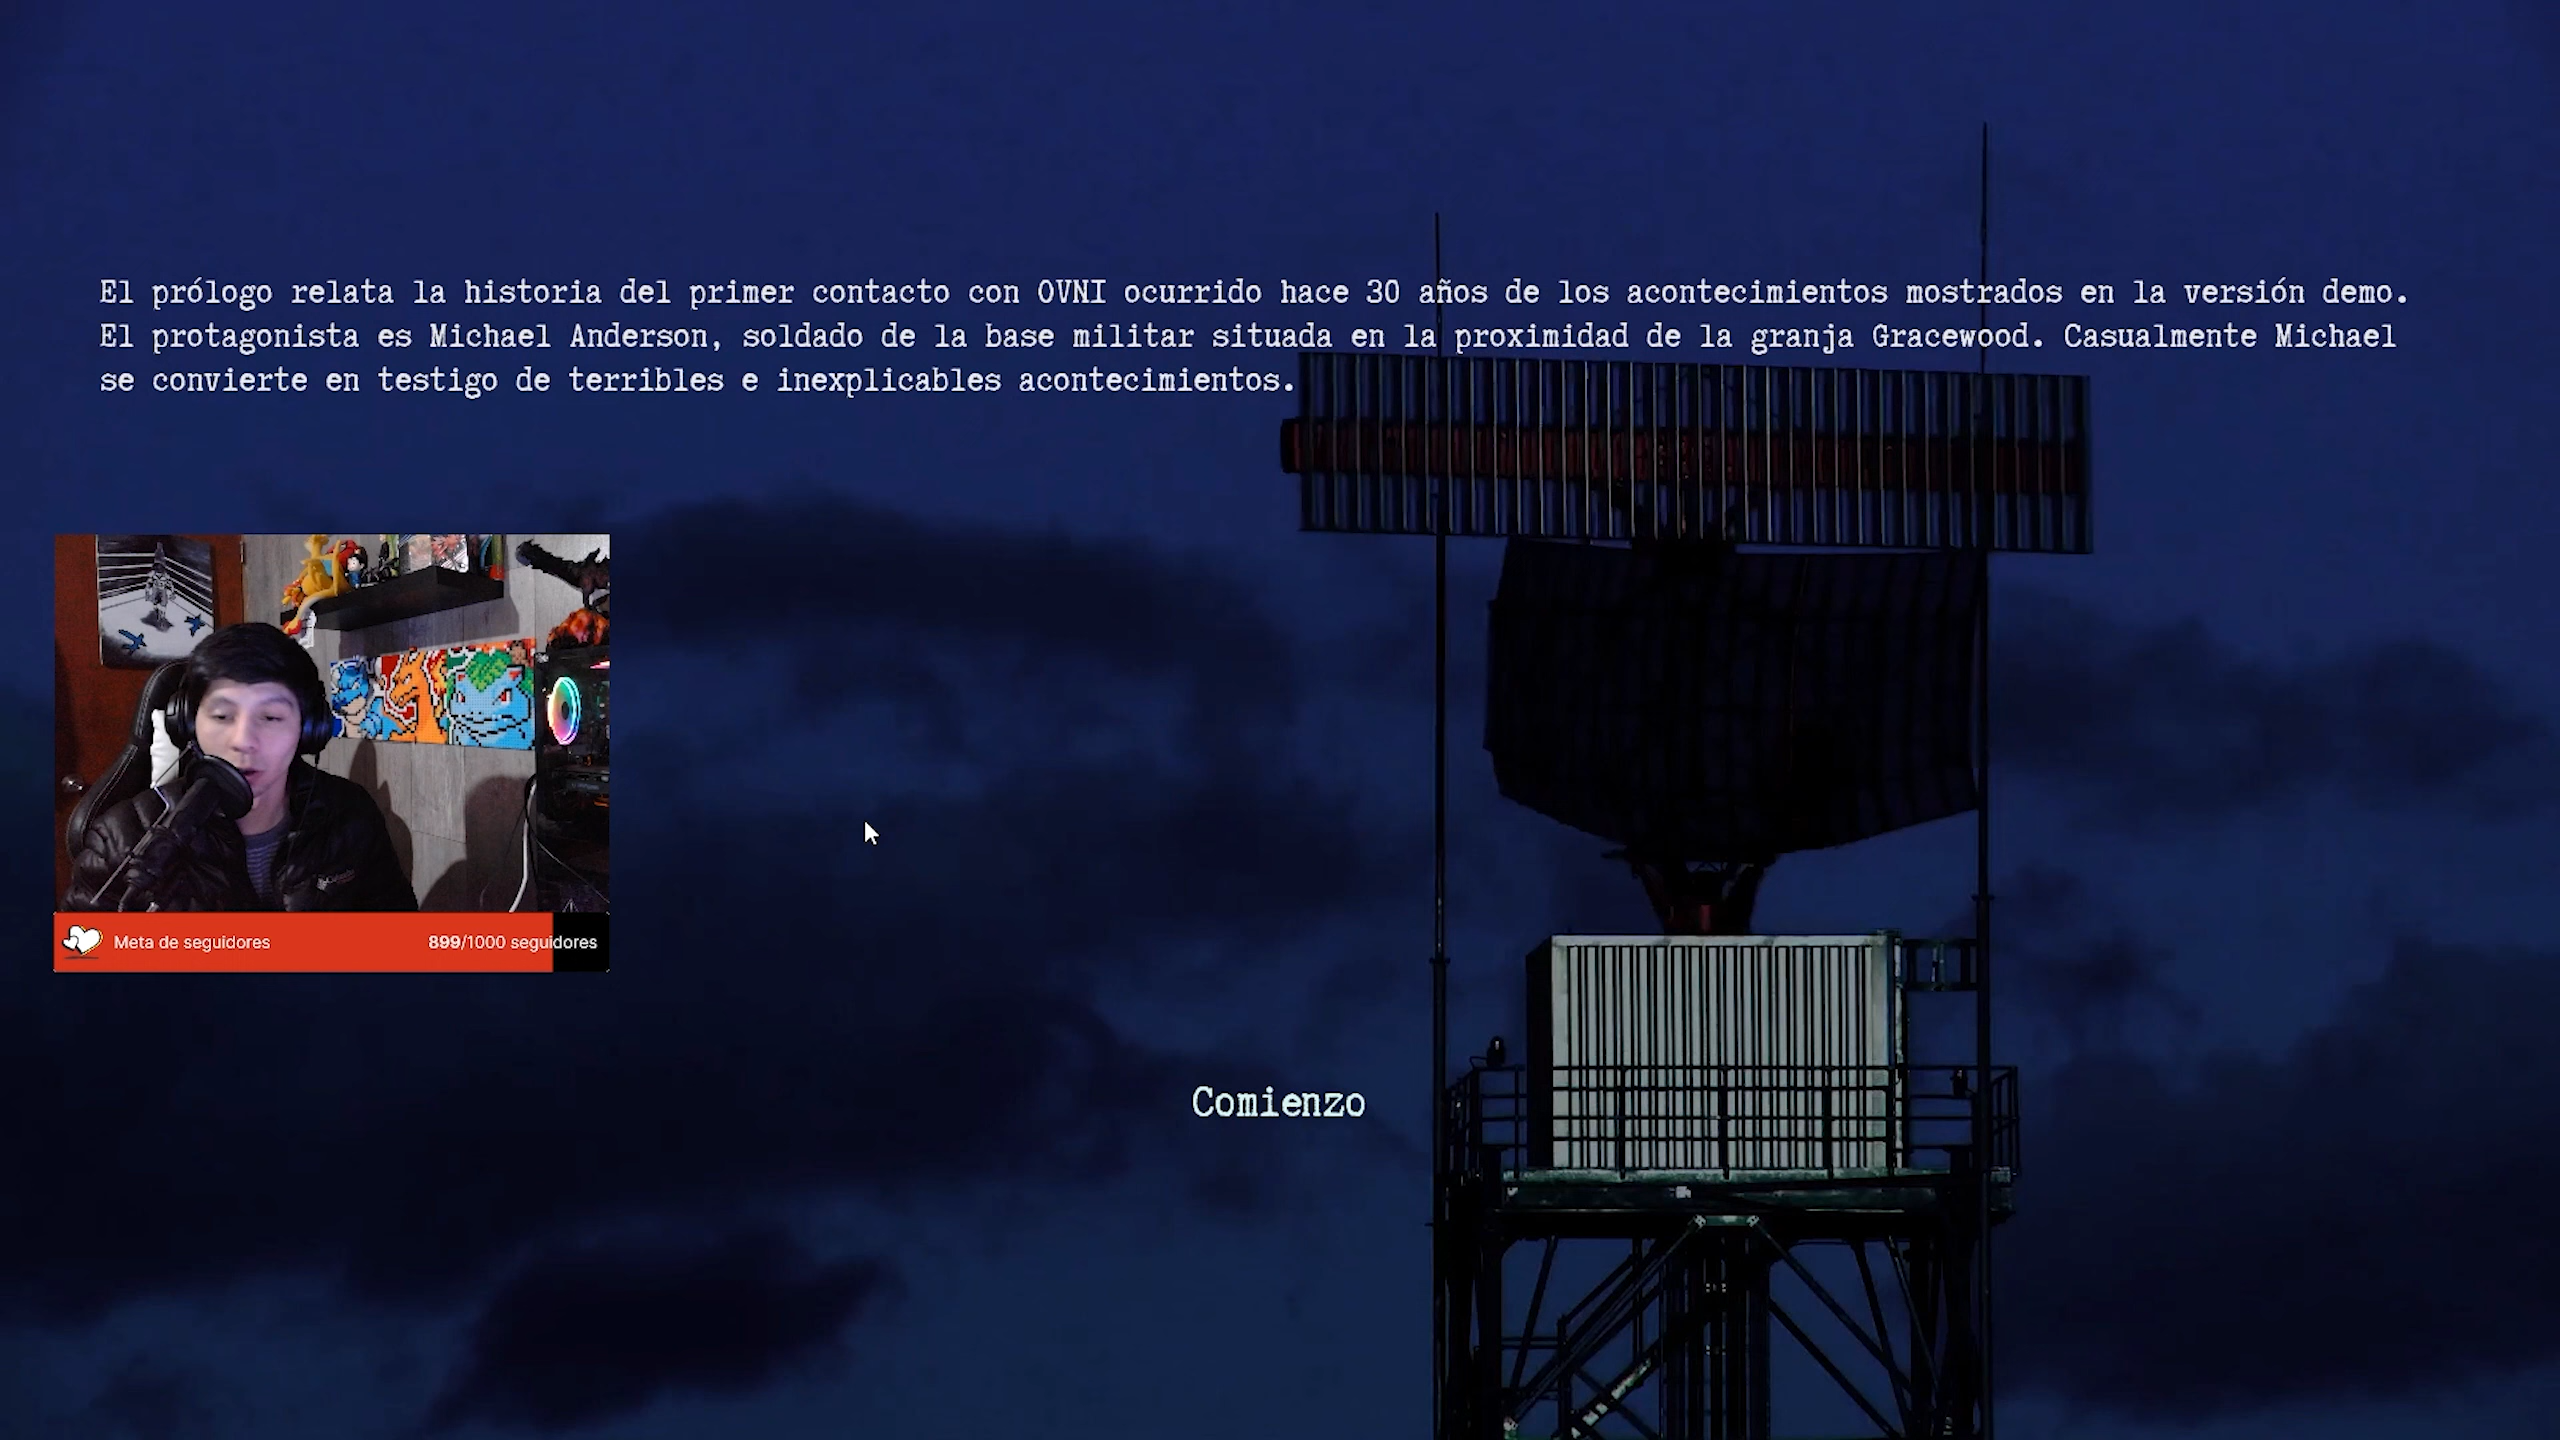 El prólogo relata la historia del primer contacto con OVNI ocurrido hace 30 años de los acontecimientos mostrados en la versión demo.
El protagonista es Michael Anderson, soldado de la base militar situada en la proximidad de la granja Gracewood. Casualmente Michael
se convierte en testigo de terribles e inexplicables acontecimientos.
Meta de seguidores 899/1000 seguidores
Comienzo